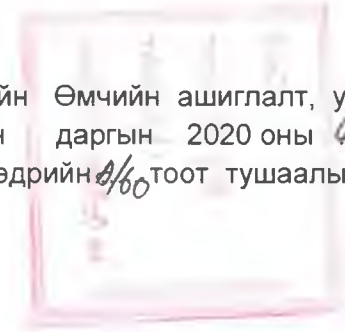 йн Өмчийн ашиглалт, у
н даргын 2020 оны
эдрийн А/60 тоот тушаалы